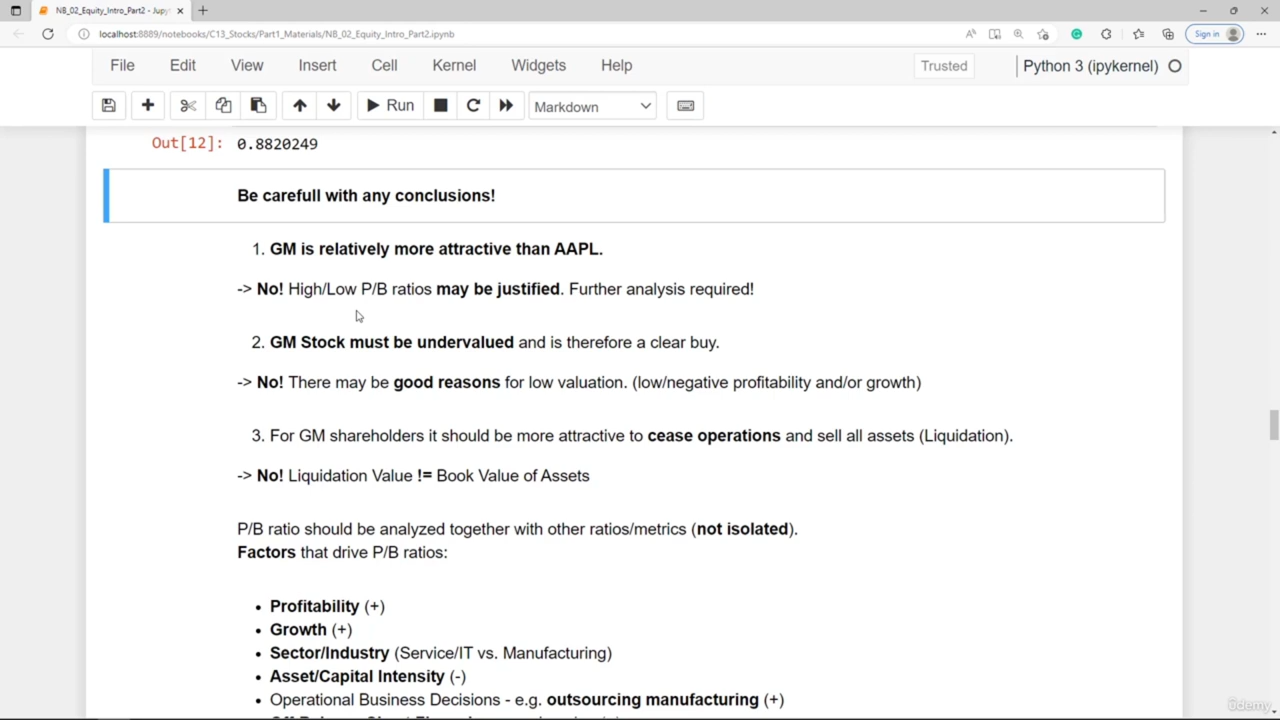 NB_02_Equity_Intro_Part2 - Jupyt
localhost:8889/notebooks/C13_Stocks/Part1_Materials/NB_02_Equity_Intro_Part2.ipynb
Sign in
File Edit View Insert Cell Kernel Widgets Help Trusted Python 3 (ipykernel)
Run Markdown
Out[12]: 0.8820249
Be carefull with any conclusions!
1. GM is relatively more attractive than AAPL.
-> No! High/Low P/B ratios may be justified. Further analysis required!
2. GM Stock must be undervalued and is therefore a clear buy.
-> No! There may be good reasons for low valuation. (low/negative profitability and/or growth)
3. For GM shareholders it should be more attractive to cease operations and sell all assets (Liquidation).
-> No! Liquidation Value != Book Value of Assets
P/B ratio should be analyzed together with other ratios/metrics (not isolated).
Factors that drive P/B ratios:
• Profitability (+)
• Growth (+)
• Sector/Industry (Service/IT vs. Manufacturing)
• Asset/Capital Intensity (-)
• Operational Business Decisions - e.g. outsourcing manufacturing (+)
ûdemy